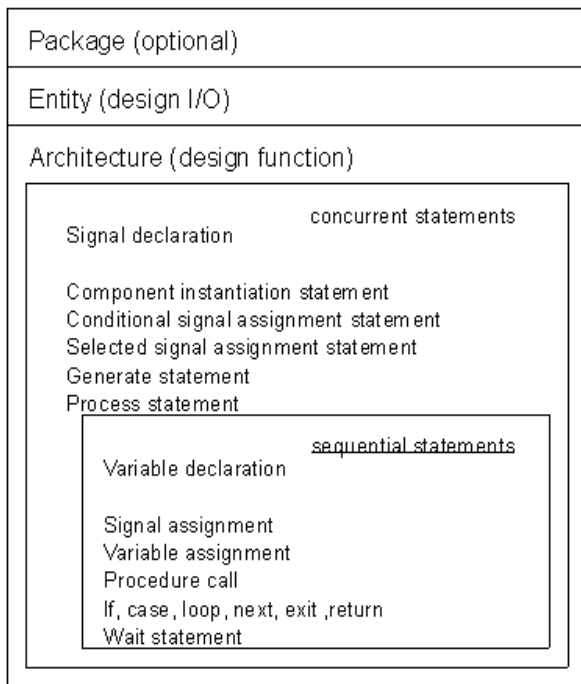 Package (optional)
Entity (design I/O)
Architecture (design function)
concurrent statements
Signal declaration
Component instantiation statement
Conditional signal assignment statement
Selected signal assignment statement
Generate statement
Process statement
sequential statements
Variable declaration
Signal assignment
Variable assignment
Procedure call
If, case, loop, next, exit ,return
Wait statement